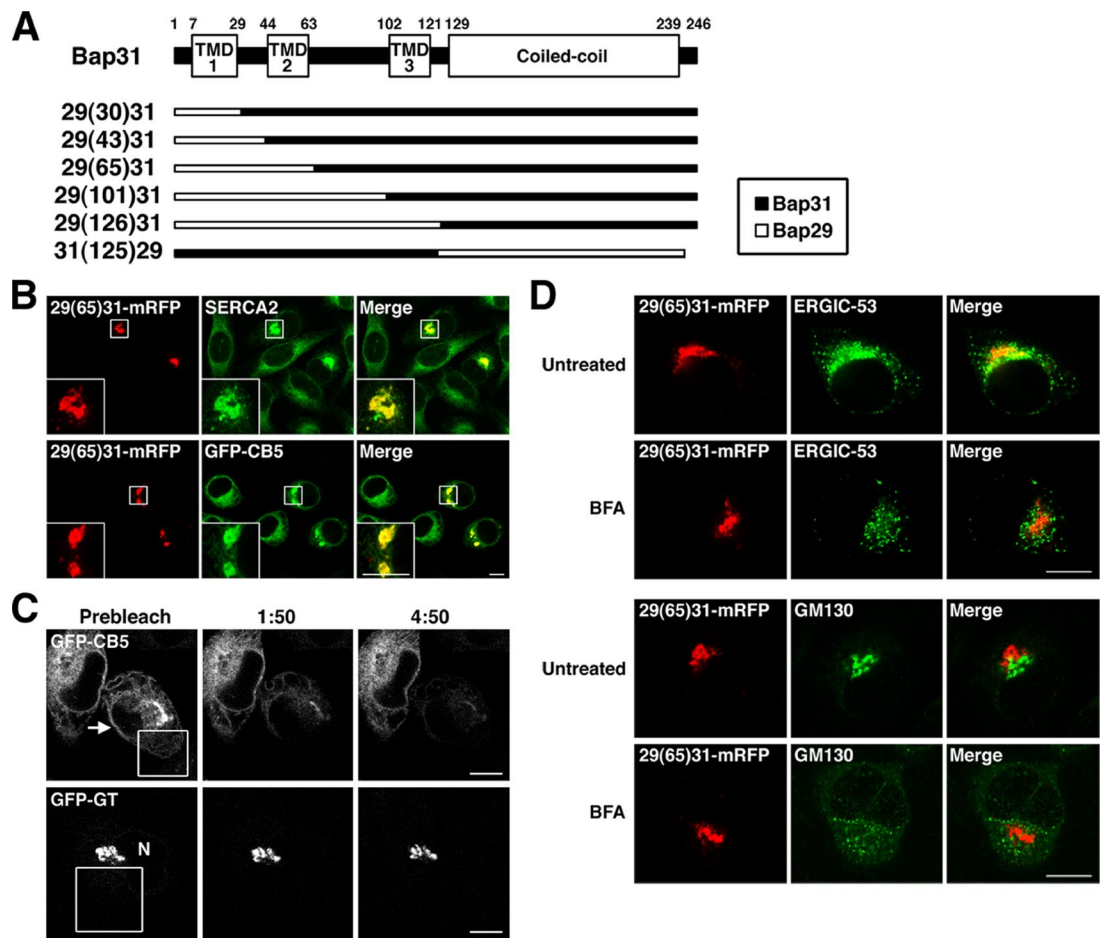 A
1 7 29 44 63 102 121 129 239 246
Bap31
TMD
1
TMD
2
TMD
3
Coiled-coil
29(30)31
29(43)31
29(65)31
29(101)31
29(126)31
31(125)29
Bap31
Bap29
B
29(65)31-mRFP SERCA2 Merge
29(65)31-mRFP GFP-CB5 Merge
C
Prebleach 1:50 4:50
GFP-CB5
GFP-GT
N
D
29(65)31-mRFP ERGIC-53 Merge
Untreated
29(65)31-mRFP ERGIC-53 Merge
BFA
29(65)31-mRFP GM130 Merge
Untreated
29(65)31-mRFP GM130 Merge
BFA